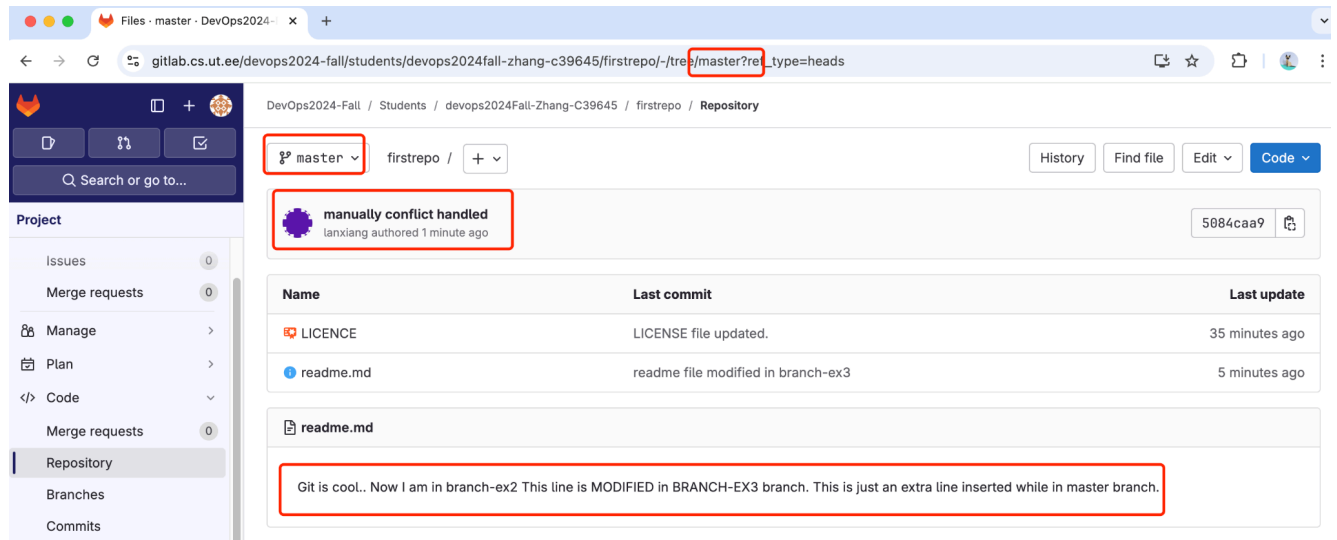 Files · master · DevOps2024-
gitlab.cs.ut.ee/devops2024-fall/students/devops2024fall-zhang-c39645/firstrepo/-/tree/master?ref_type=heads
DevOps2024-Fall / Students / devops2024Fall-Zhang-C39645 / firstrepo / Repository
master
firstrepo /
History
Find file
Edit
Code
Search or go to...
Project
Issues 0
Merge requests 0
Manage
Plan
Code
Merge requests 0
Repository
Branches
Commits
manually conflict handled
lanxiang authored 1 minute ago
5084caa9
Name Last commit Last update
LICENCE LICENSE file updated. 35 minutes ago
readme.md readme file modified in branch-ex3 5 minutes ago
readme.md
Git is cool.. Now I am in branch-ex2 This line is MODIFIED in BRANCH-EX3 branch. This is just an extra line inserted while in master branch.